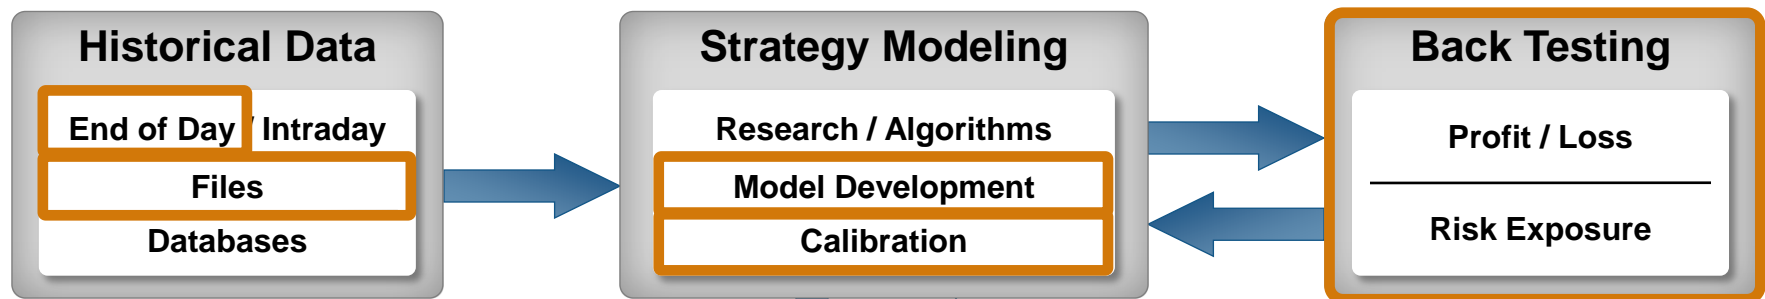 Historical Data
End of Day / Intraday
Files
Databases
Strategy Modeling
Research / Algorithms
Model Development
Calibration
Back Testing
Profit / Loss
Risk Exposure